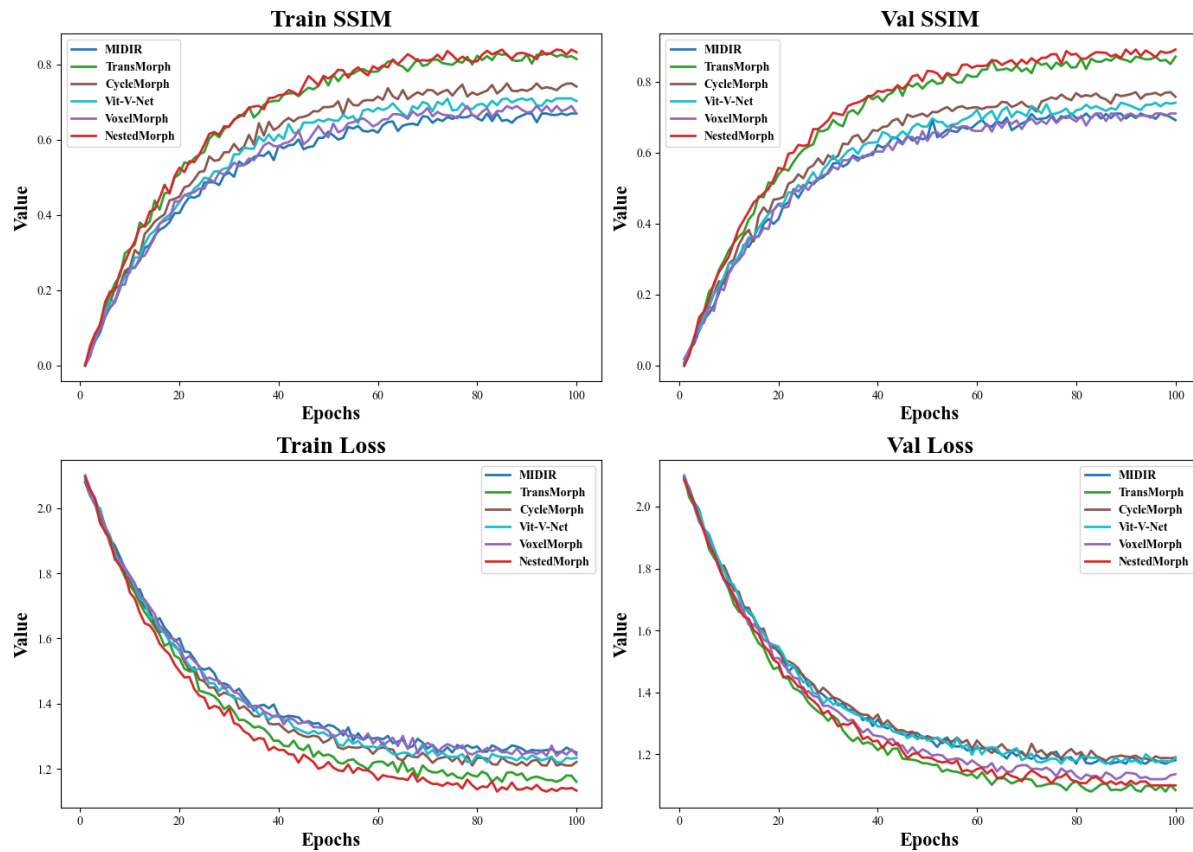 Train SSIM
Value
0.8
0.6
0.4
0.2
0.0
MIDIR
TransMorph
CycleMorph
Vit-V-Net
VoxelMorph
NestedMorph
0 20 40 60 80 100
Epochs
Val SSIM
Value
0.8
0.6
0.4
0.2
0.0
MIDIR
TransMorph
CycleMorph
Vit-V-Net
VoxelMorph
NestedMorph
0 20 40 60 80 100
Epochs
Train Loss
Value
2.0
1.8
1.6
1.4
1.2
MIDIR
TransMorph
CycleMorph
Vit-V-Net
VoxelMorph
NestedMorph
0 20 40 60 80 100
Epochs
Val Loss
Value
2.0
1.8
1.6
1.4
1.2
MIDIR
TransMorph
CycleMorph
Vit-V-Net
VoxelMorph
NestedMorph
0 20 40 60 80 100
Epochs